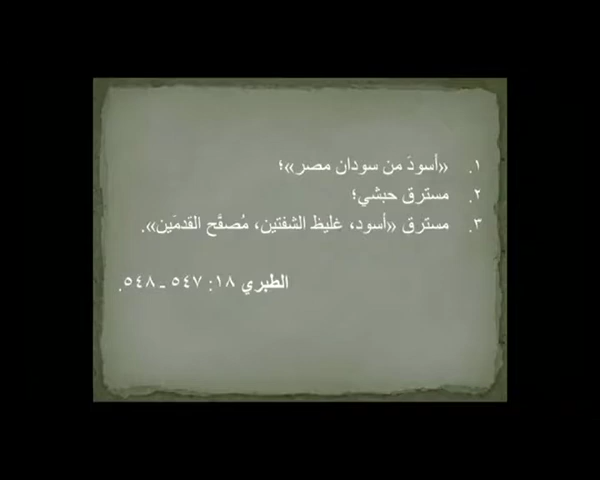 ١. «أسودَ من سودان مصر»؛
٢. مسترق حبشي؛
٣. مسترق «أسود، غليظ الشفتين، مُصفَّح القدمَين».
الطبري ١٨: ٥٤٧ ـ ٥٤٨.